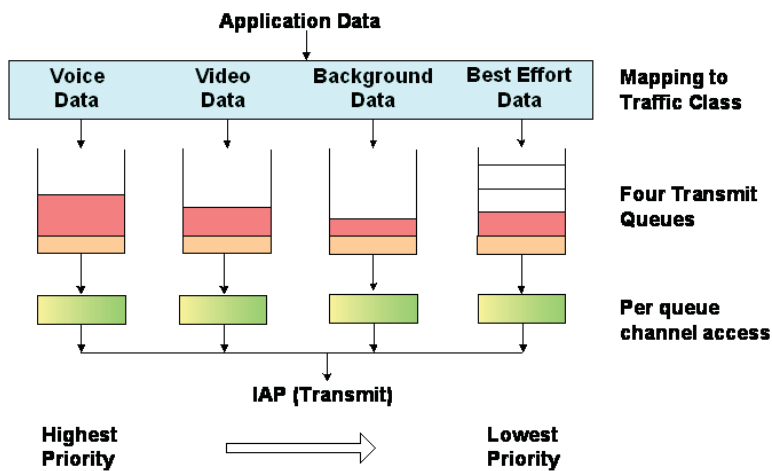 Application Data
Voice Data
Video Data
Background Data
Best Effort Data
Mapping to Traffic Class
Four Transmit Queues
Per queue channel access
IAP (Transmit)
Highest Priority
Lowest Priority